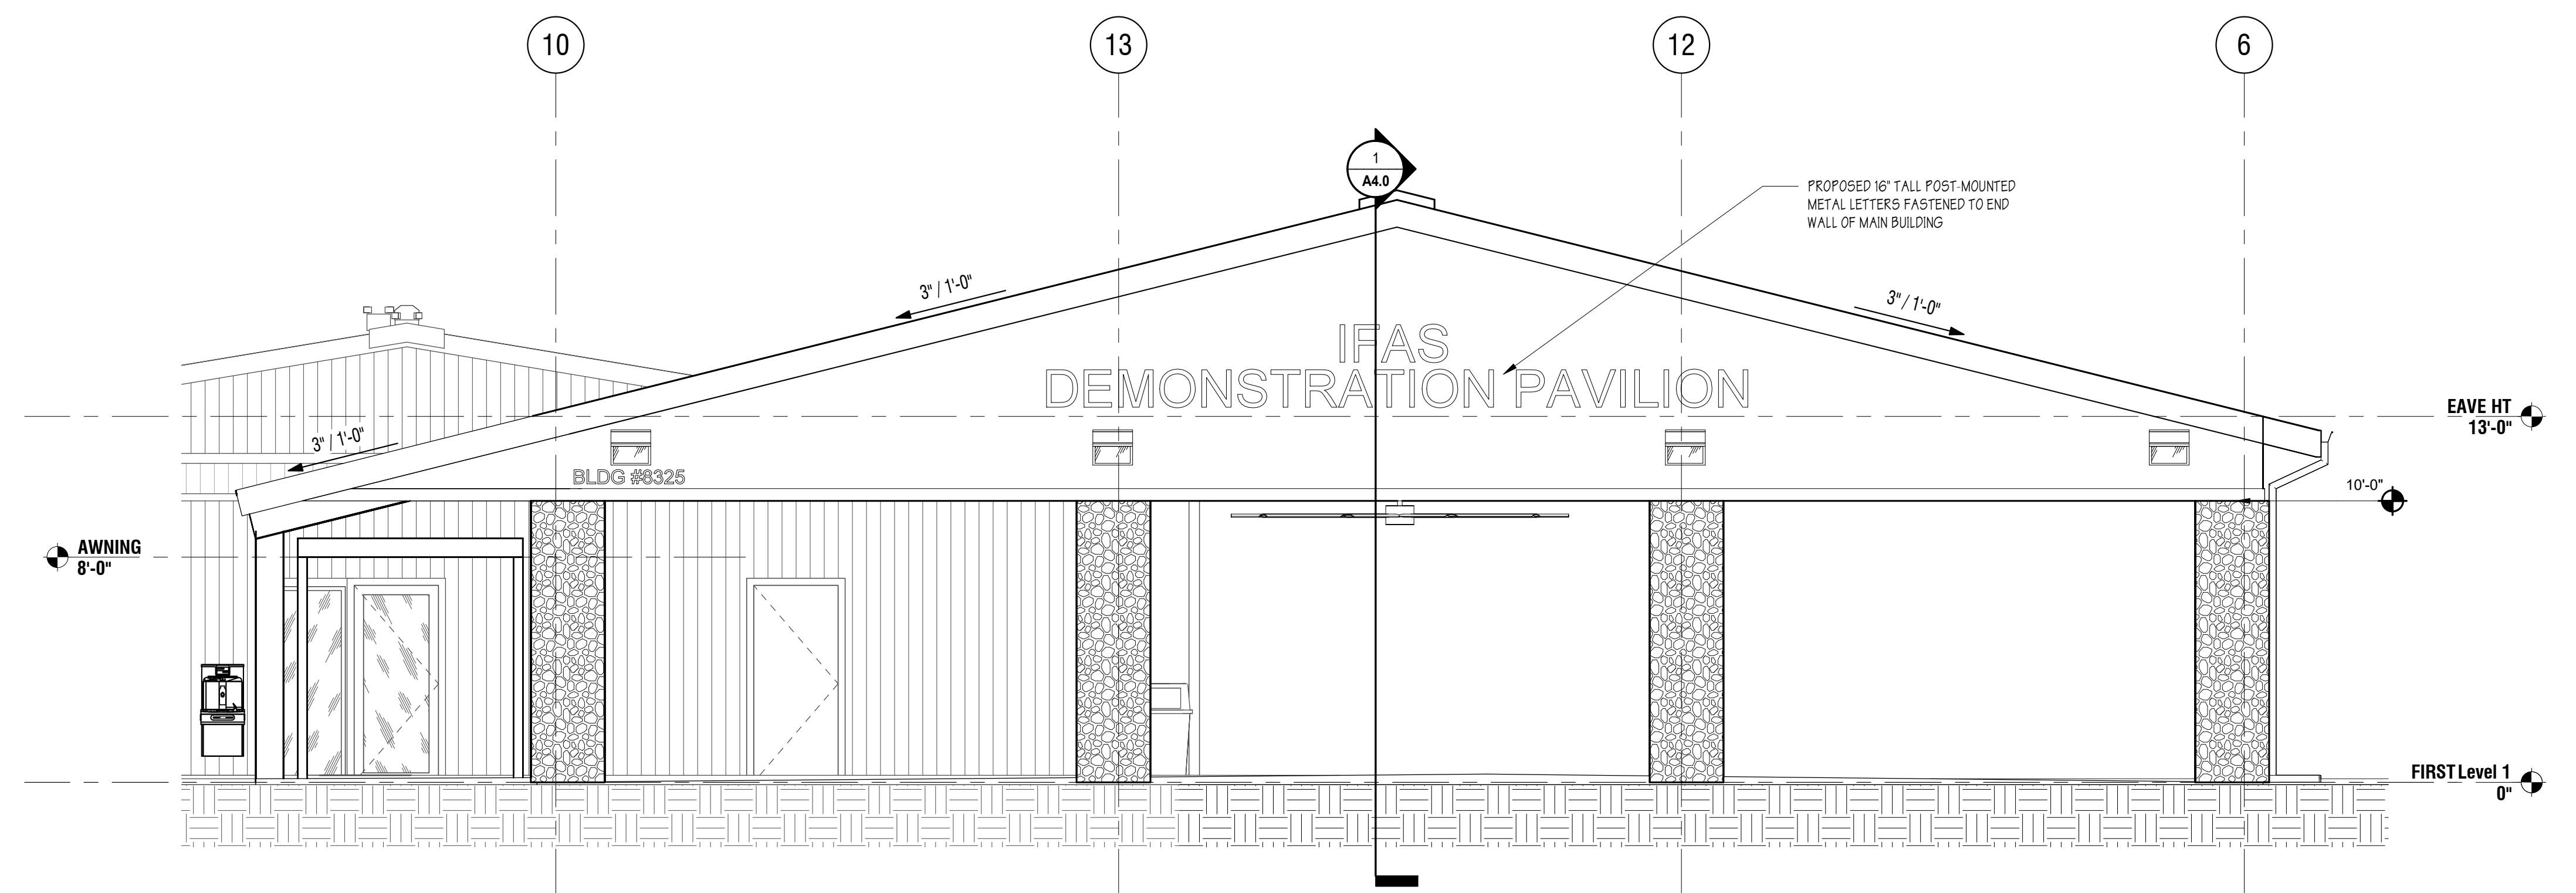 10
13
12
6
1
A4.0
PROPOSED 16" TALL POST-MOUNTED
METAL LETTERS FASTENED TO END
WALL OF MAIN BUILDING
3" / 1'-0"
3" / 1'-0"
IFAS
DEMONSTRATION PAVILION
EAVE HT
13'-0"
3" / 1'-0"
BLDG #8325
10'-0"
AWNING
8'-0"
FIRST Level 1
0"